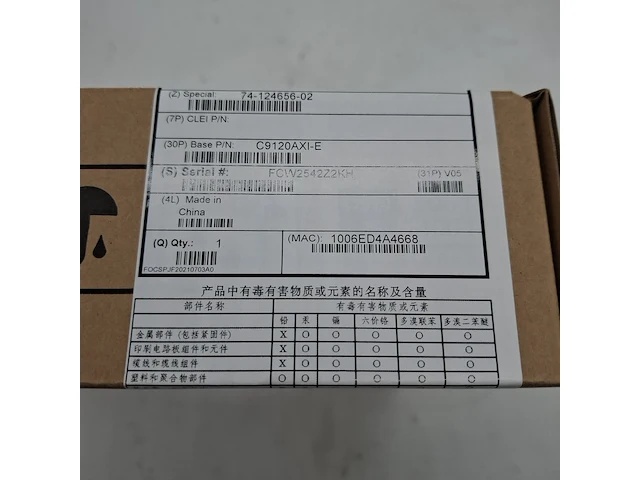 (Z) Special: 74-124656-02
(7P) CLEI P/N:
(30P) Base P/N: C9120AXI-E
(S) Serial #: FCW2542Z2KH (31P) V05
(4L) Made in
China
(Q) Qty.: 1 (MAC): 1006ED4A4668
FOCSPJF20210703A0
产品中有毒有害物质或元素的名称及含量
部件名称 有毒有害物质或元素
铅 汞 镉 六价铬 多溴联苯 多溴二苯醚
金属部件 (包括紧固件) X O O O O O
印刷电路板组件和元件 X O O O O O
缆线和缆线组件 X O O O O O
塑料和聚合物部件 O O O O O O